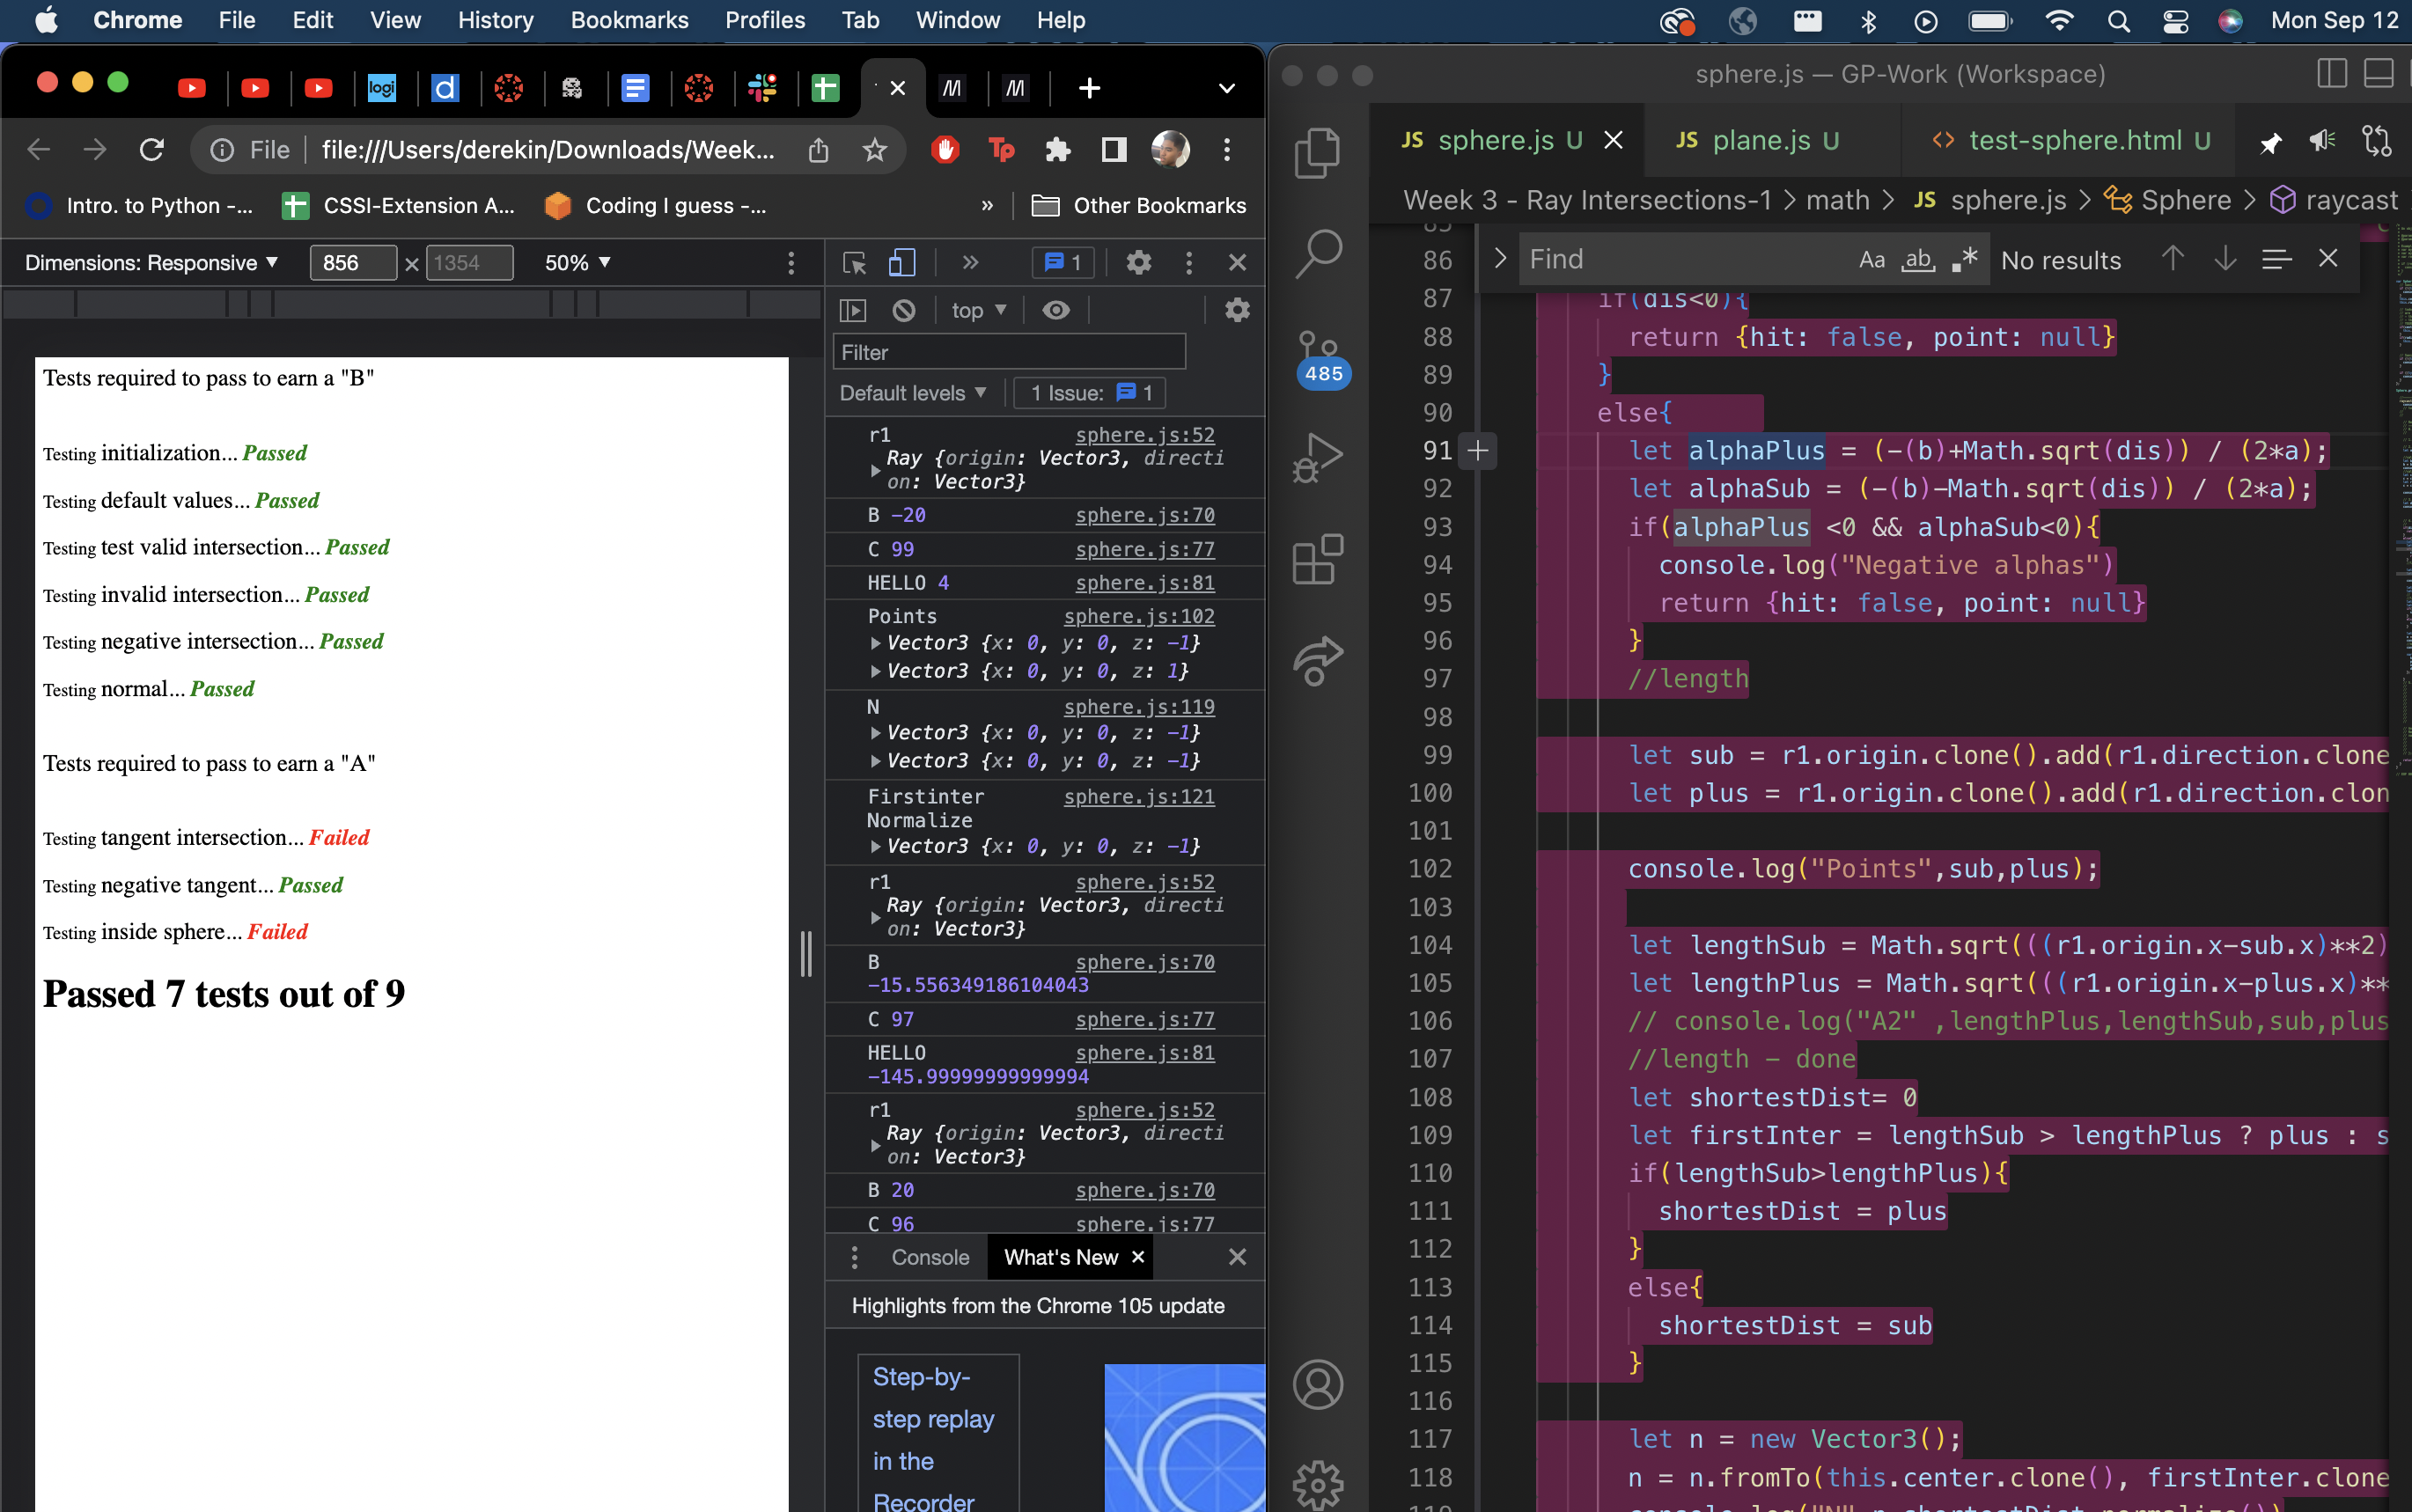 Chrome File Edit View History Bookmarks Profiles Tab Window Help Mon Sep 12
logi d
File file:///Users/derekin/Downloads/Week...
Tp
Intro. to Python -... CSSI-Extension A... Coding I guess -... » Other Bookmarks
Dimensions: Responsive ▼ 856 × 1354 50% ▼
» 1
top ▼
Filter
Default levels ▼ 1 Issue: 1
Tests required to pass to earn a "B"
Testing initialization... Passed
Testing default values... Passed
Testing test valid intersection... Passed
Testing invalid intersection... Passed
Testing negative intersection... Passed
Testing normal... Passed
Tests required to pass to earn a "A"
Testing tangent intersection... Failed
Testing negative tangent... Passed
Testing inside sphere... Failed
Passed 7 tests out of 9
r1 sphere.js:52
Ray {origin: Vector3, directi
on: Vector3}
B -20 sphere.js:70
C 99 sphere.js:77
HELLO 4 sphere.js:81
Points sphere.js:102
Vector3 {x: 0, y: 0, z: -1}
Vector3 {x: 0, y: 0, z: 1}
N sphere.js:119
Vector3 {x: 0, y: 0, z: -1}
Vector3 {x: 0, y: 0, z: -1}
Firstinter sphere.js:121
Normalize
Vector3 {x: 0, y: 0, z: -1}
r1 sphere.js:52
Ray {origin: Vector3, directi
on: Vector3}
B sphere.js:70
-15.556349186104043
C 97 sphere.js:77
HELLO sphere.js:81
-145.99999999999994
r1 sphere.js:52
Ray {origin: Vector3, directi
on: Vector3}
B 20 sphere.js:70
C 96 sphere.js:77
Console What's New ×
Highlights from the Chrome 105 update
Step-by-
step replay
in the
Recorder
sphere.js — GP-Work (Workspace)
JS sphere.js U JS plane.js U <> test-sphere.html U
Week 3 - Ray Intersections-1 > math > JS sphere.js > Sphere > raycast
Find Aa ab .* No results
485
85
86
87 if(dis<0){
88 return {hit: false, point: null}
89 }
90 else{
91 let alphaPlus = (-(b)+Math.sqrt(dis)) / (2*a);
92 let alphaSub = (-(b)-Math.sqrt(dis)) / (2*a);
93 if(alphaPlus <0 && alphaSub<0){
94 console.log("Negative alphas")
95 return {hit: false, point: null}
96 }
97 //length
98
99 let sub = r1.origin.clone().add(r1.direction.clone
100 let plus = r1.origin.clone().add(r1.direction.clon
101
102 console.log("Points",sub,plus);
103
104 let lengthSub = Math.sqrt(((r1.origin.x-sub.x)**2)
105 let lengthPlus = Math.sqrt(((r1.origin.x-plus.x)**
106 // console.log("A2" ,lengthPlus,lengthSub,sub,plus
107 //length - done
108 let shortestDist= 0
109 let firstInter = lengthSub > lengthPlus ? plus : s
110 if(lengthSub>lengthPlus){
111 shortestDist = plus
112 }
113 else{
114 shortestDist = sub
115 }
116
117 let n = new Vector3();
118 n = n.fromTo(this.center.clone(), firstInter.clone